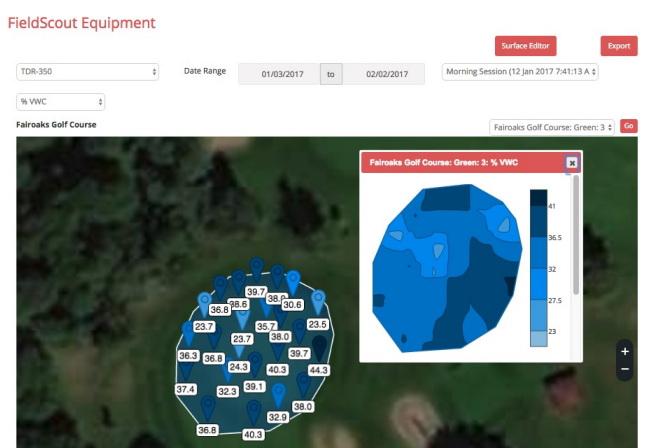 FieldScout Equipment
Surface Editor
Export
TDR-350
Date Range
01/03/2017
to
02/02/2017
Morning Session (12 Jan 2017 7:41:13 A
% VWC
Fairoaks Golf Course
Fairoaks Golf Course: Green: 3
Go
Fairoaks Golf Course: Green: 3: % VWC
x
41
36.5
32
27.5
23
39.7
36.8
38.6
30.6
23.7
35.7
23.5
23.7
38.0
36.3
36.8
39.7
24.3
40.3
44.3
37.4
32.3
39.1
38.0
32.9
36.8
40.3
+
−